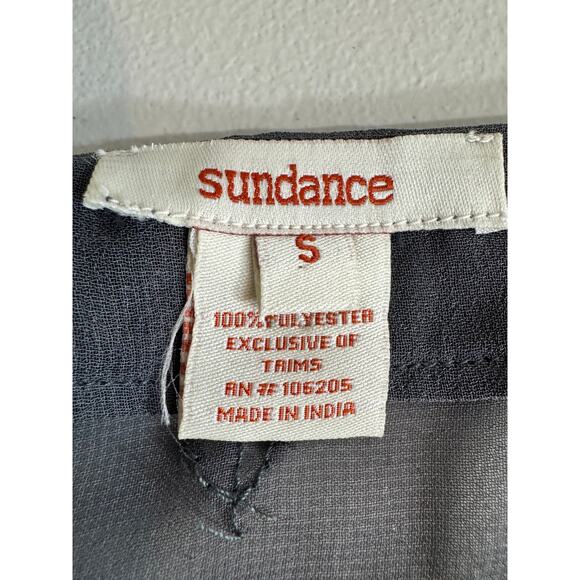 sundance
S
100% POLYESTER
EXCLUSIVE OF
TRIMS
RN # 106205
MADE IN INDIA